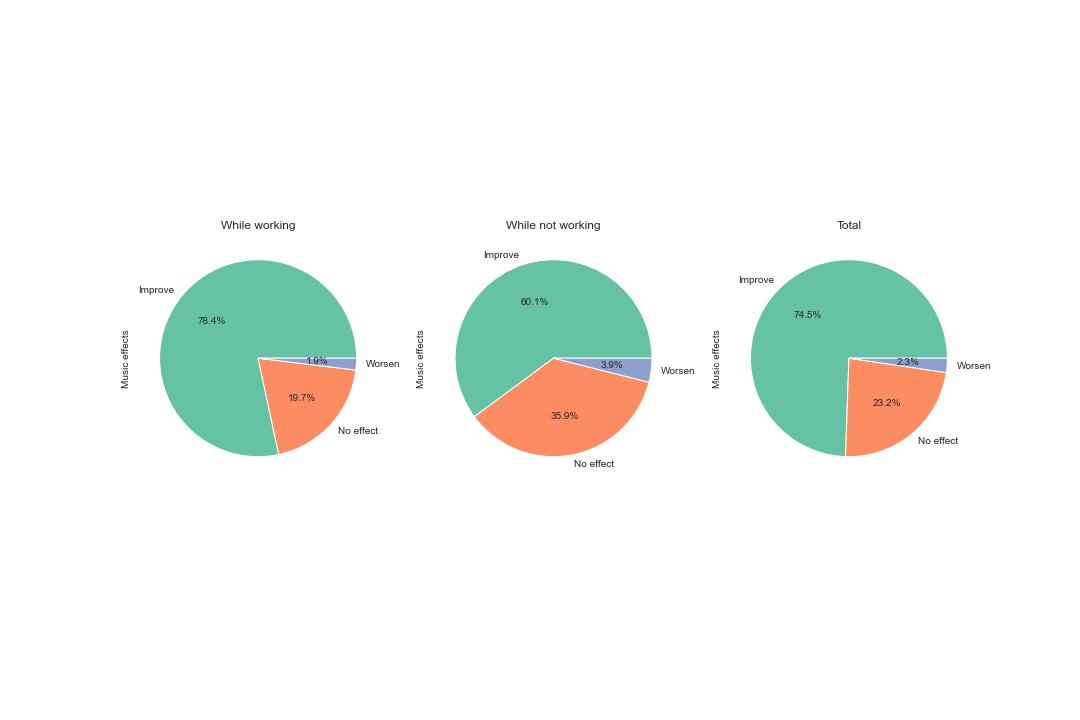 While working
Improve
78.4%
1.9%
Worsen
19.7%
No effect
Music effects
While not working
Improve
60.1%
3.9%
Worsen
35.9%
No effect
Music effects
Total
Improve
74.5%
2.3%
Worsen
23.2%
No effect
Music effects